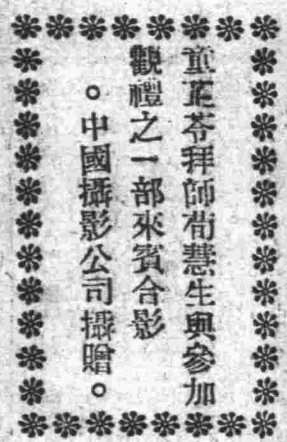 童芷苓拜師荀慧生與參加
觀禮之一部來賓合影
。中國攝影公司攝贈。